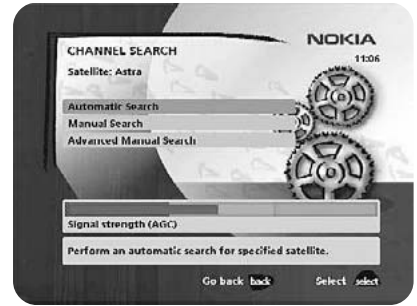 NOKIA
CHANNEL SEARCH
11:06
Satellite: Astra
Automatic Search
Manual Search
Advanced Manual Search
Signal strength (AGC)
Perform an automatic search for specified satellite.
Go back back Select select